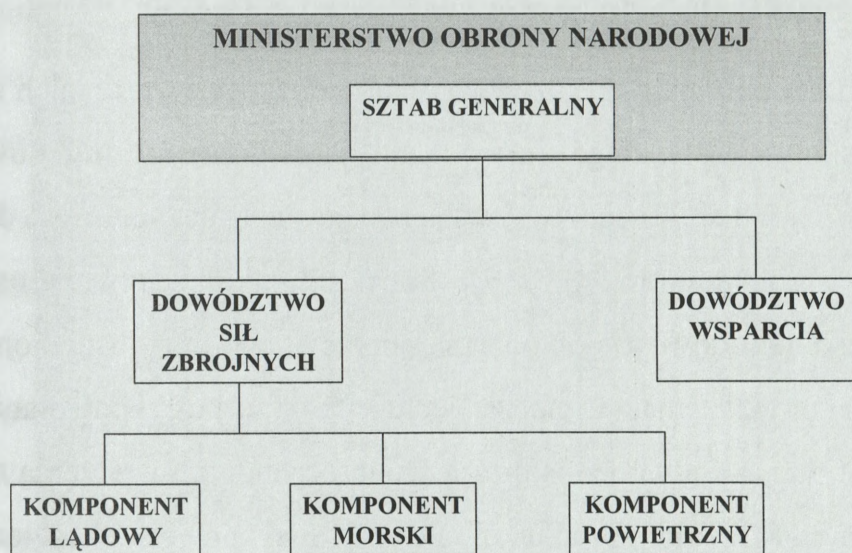 MINISTERSTWO OBRONY NARODOWEJ
SZTAB GENERALNY
DOWÓDZTWO
SIŁ
ZBROJNYCH
DOWÓDZTWO
WSPARCIA
KOMPONENT
LĄDOWY
KOMPONENT
MORSKI
KOMPONENT
POWIETRZNY